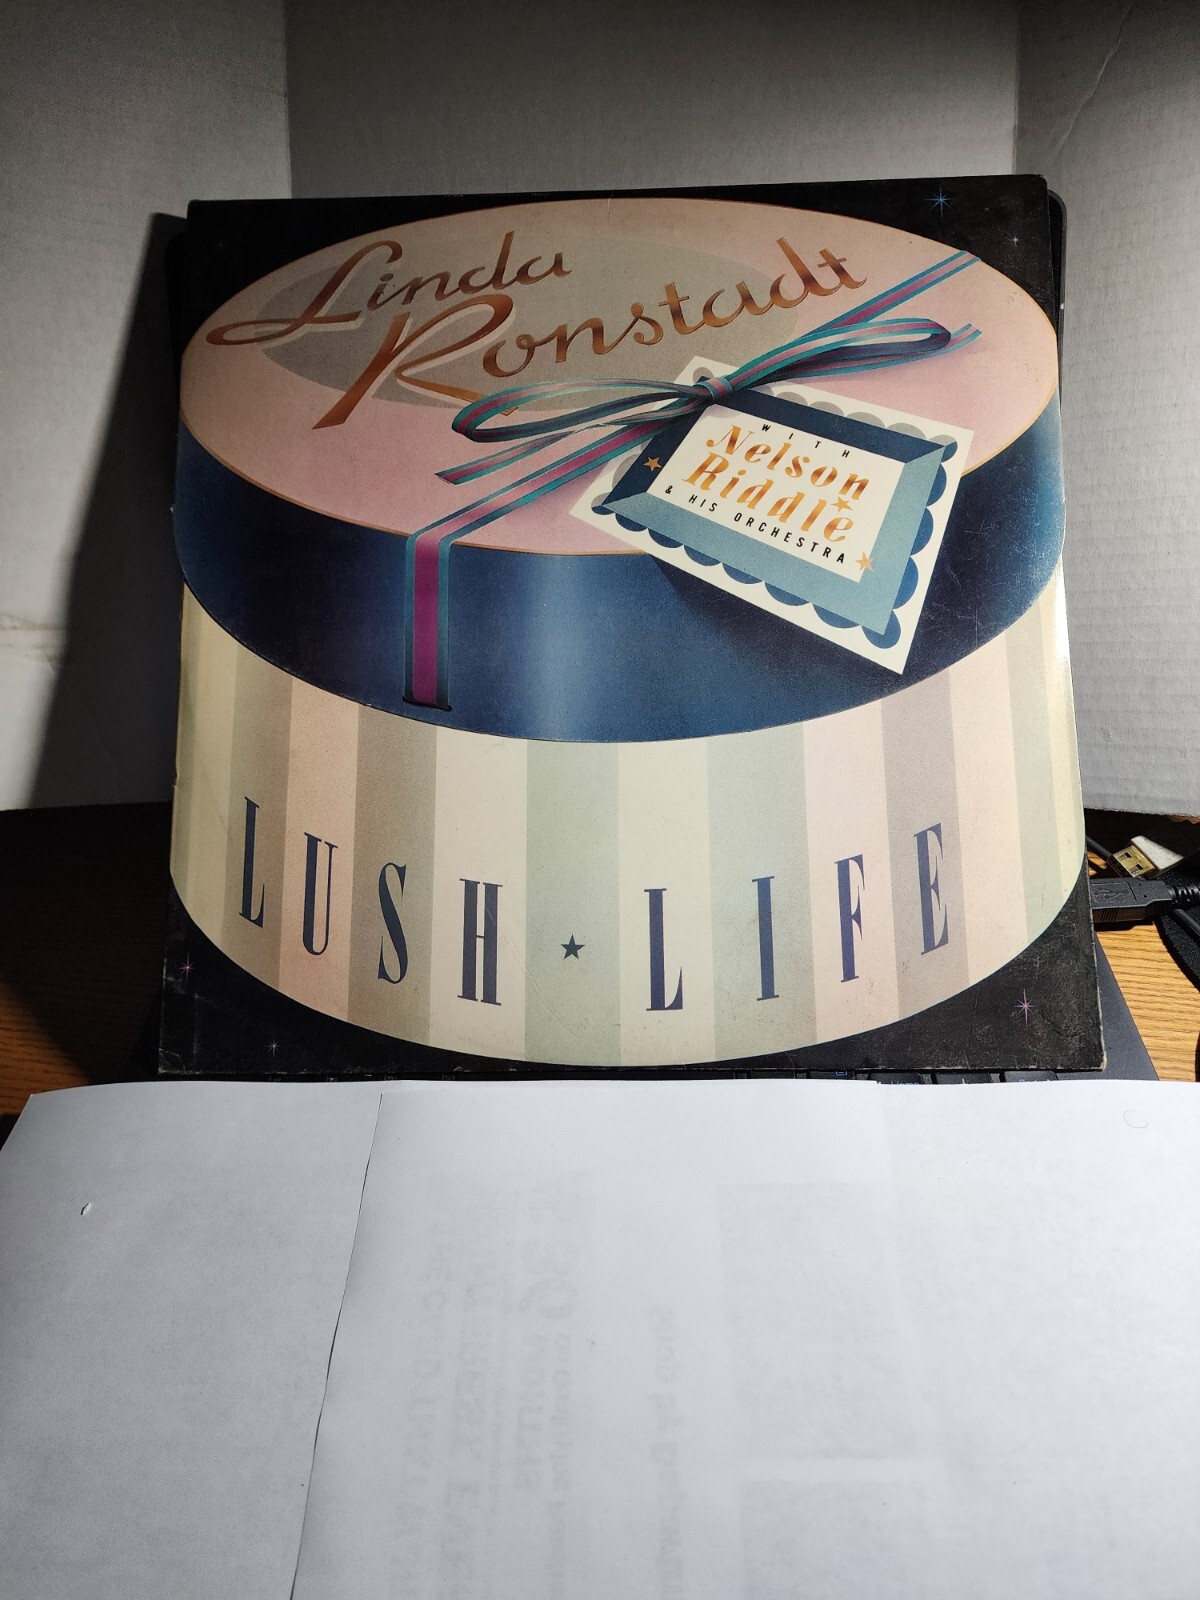 Linda
Ronstadt
WITH
Nelson
Riddle
& HIS ORCHESTRA
LUSH ★ LIFE